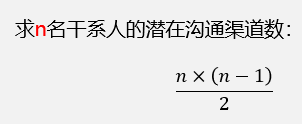 求n名干系人的潜在沟通渠道数：
n × (n − 1)
2